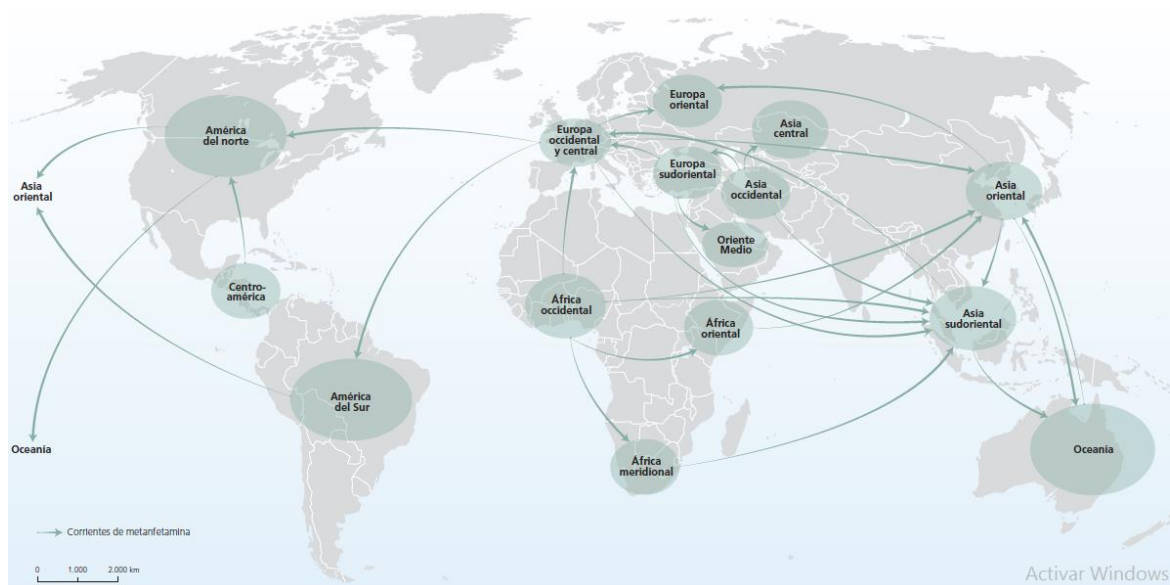 Europa
oriental
América
del norte
Europa
occidental
y central
Asia
central
Europa
sudoriental
Asia
occidental
Asia
oriental
Asia
oriental
Oriente
Medio
Centro-
américa
África
occidental
África
oriental
Asia
sudoriental
América
del Sur
Oceanía
Oceanía
África
meridional
Corrientes de metanfetamina
0 1.000 2.000 km
Activar Windows